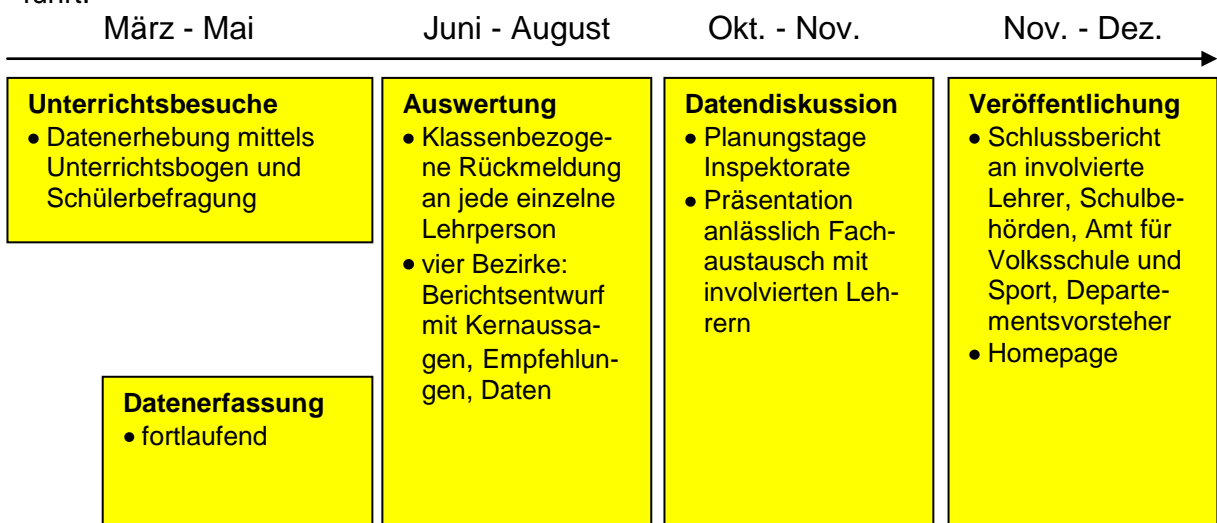 führt.
März - Mai
Juni - August
Okt. - Nov.
Nov. - Dez.
Unterrichtsbesuche
• Datenerhebung mittels
Unterrichtsbogen und
Schülerbefragung
Datenerfassung
• fortlaufend
Auswertung
• Klassenbezoge-
ne Rückmeldung
an jede einzelne
Lehrperson
• vier Bezirke:
Berichtsentwurf
mit Kernaussa-
gen, Empfehlun-
gen, Daten
Datendiskussion
• Planungstage
Inspektorate
• Präsentation
anlässlich Fach-
austausch mit
involvierten Leh-
rern
Veröffentlichung
• Schlussbericht
an involvierte
Lehrer, Schulbe-
hörden, Amt für
Volksschule und
Sport, Departe-
mentsvorsteher
• Homepage